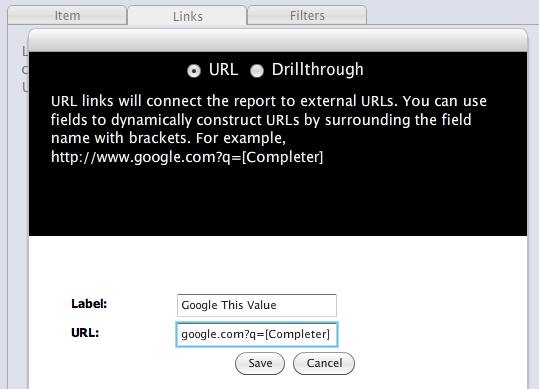 Item Links Filters
URL Drillthrough
URL links will connect the report to external URLs. You can use
fields to dynamically construct URLs by surrounding the field
name with brackets. For example,
http://www.google.com?q=[Completer]
Label: Google This Value
URL: google.com?q=[Completer]
Save Cancel